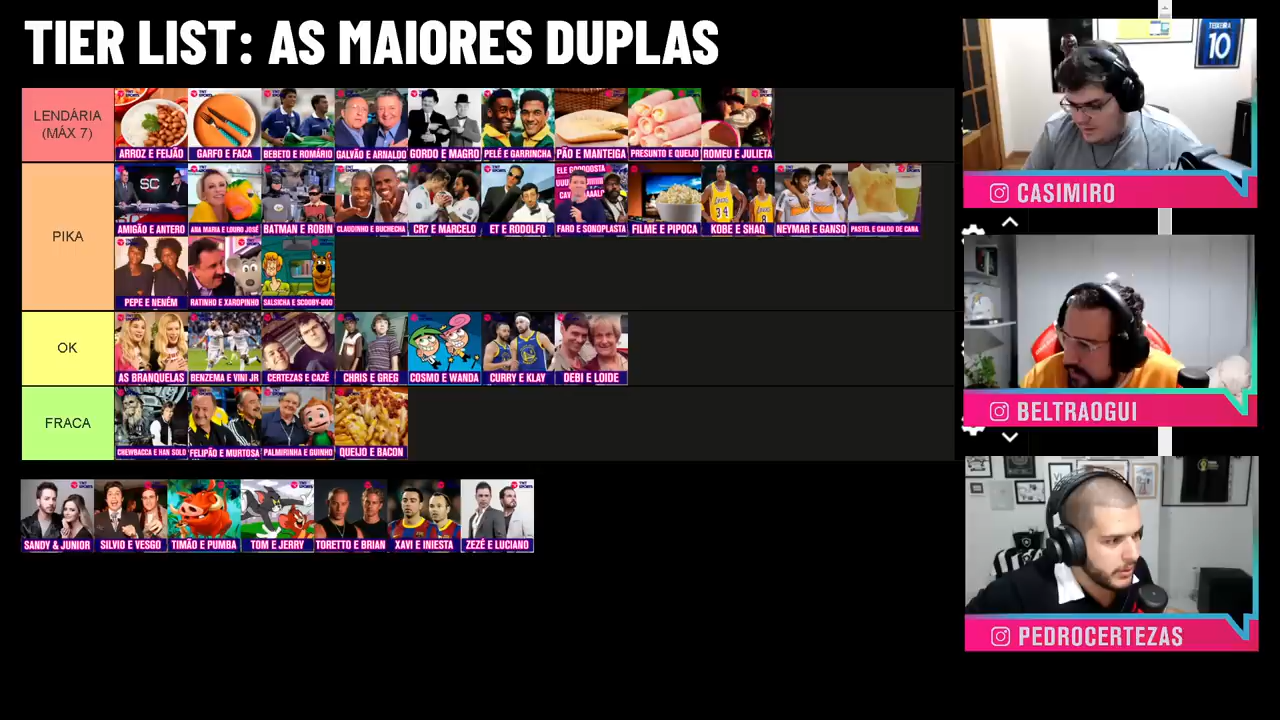 TIER LIST: AS MAIORES DUPLAS
LENDÁRIA
(MÁX 7)
ARROZ E FEIJÃO
GARFO E FACA
BEBETO E ROMÁRIO
GALVÃO E ARNALDO
GORDO E MAGRO
PELÉ E GARRINCHA
PÃO E MANTEIGA
PRESUNTO E QUEIJO
ROMEU E JULIETA
PIKA
SC
AMIGÃO E ANTERO
ANA MARIA E LOURO JOSÉ
BATMAN E ROBIN
CLAUDINHO E BUCHECHA
CR7 E MARCELO
ET E RODOLFO
ELE GOOOOOSTA
FARO E SONOPLASTA
FILME E PIPOCA
KOBE E SHAQ
NEYMAR E GANSO
PASTEL E CALDO DE CANA
PEPE E NENÉM
RATINHO E XAROPINHO
SALSICHA E SCOOBY-DOO
OK
AS BRANQUELAS
BENZEMA E VINI JR
CERTEZAS E CAZÉ
CHRIS E GREG
COSMO E WANDA
CURRY E KLAY
DEBI E LOIDE
FRACA
CHEWBACCA E HAN SOLO
FELIPÃO E MURTOSA
PALMIRINHA E GUINHO
QUEIJO E BACON
SANDY & JUNIOR
SILVIO E VESGO
TIMÃO E PUMBA
TOM E JERRY
TORETTO E BRIAN
XAVI E INIESTA
ZEZÉ E LUCIANO
TEIXEIRA
10
CASIMIRO
BELTRAOGUI
PEDROCERTEZAS